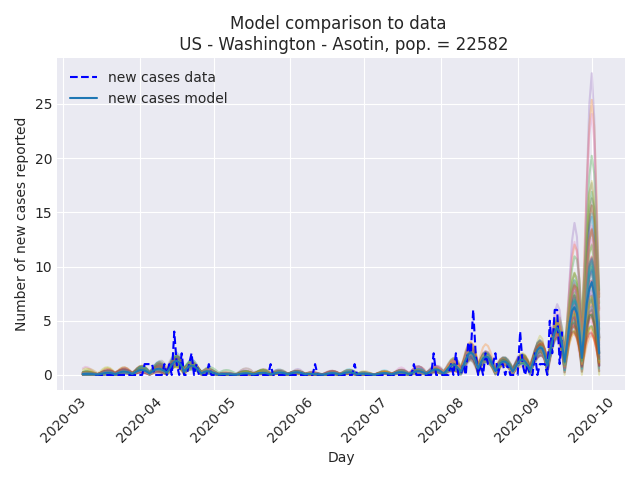 Model comparison to data
US - Washington - Asotin, pop. = 22582
new cases data
new cases model
Number of new cases reported
25
20
15
10
5
0
2020-03
2020-04
2020-05
2020-06
2020-07
2020-08
2020-09
2020-10
Day